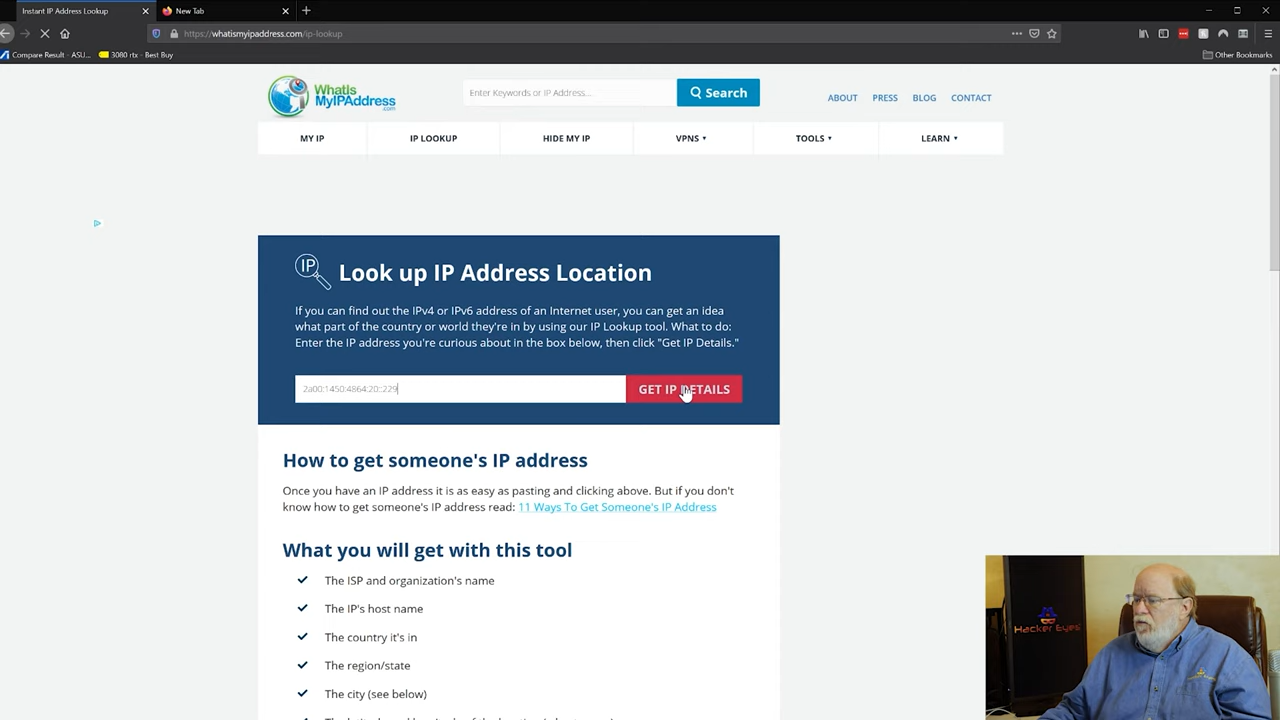 Instant IP Address Lookup
New Tab
https://whatismyipaddress.com/ip-lookup
Compare Result - ASU...
3080 rtx - Best Buy
Other Bookmarks
WhatIs
MyIPAddress
.com
Enter Keywords or IP Address...
Search
ABOUT
PRESS
BLOG
CONTACT
MY IP
IP LOOKUP
HIDE MY IP
VPNS
TOOLS
LEARN
IP
Look up IP Address Location
If you can find out the IPv4 or IPv6 address of an Internet user, you can get an idea
what part of the country or world they're in by using our IP Lookup tool. What to do:
Enter the IP address you're curious about in the box below, then click "Get IP Details."
2a00:1450:4864:20::229
GET IP DETAILS
How to get someone's IP address
Once you have an IP address it is as easy as pasting and clicking above. But if you don't
know how to get someone's IP address read: 11 Ways To Get Someone's IP Address
What you will get with this tool
The ISP and organization's name
The IP's host name
The country it's in
The region/state
The city (see below)
Hacker Eyes